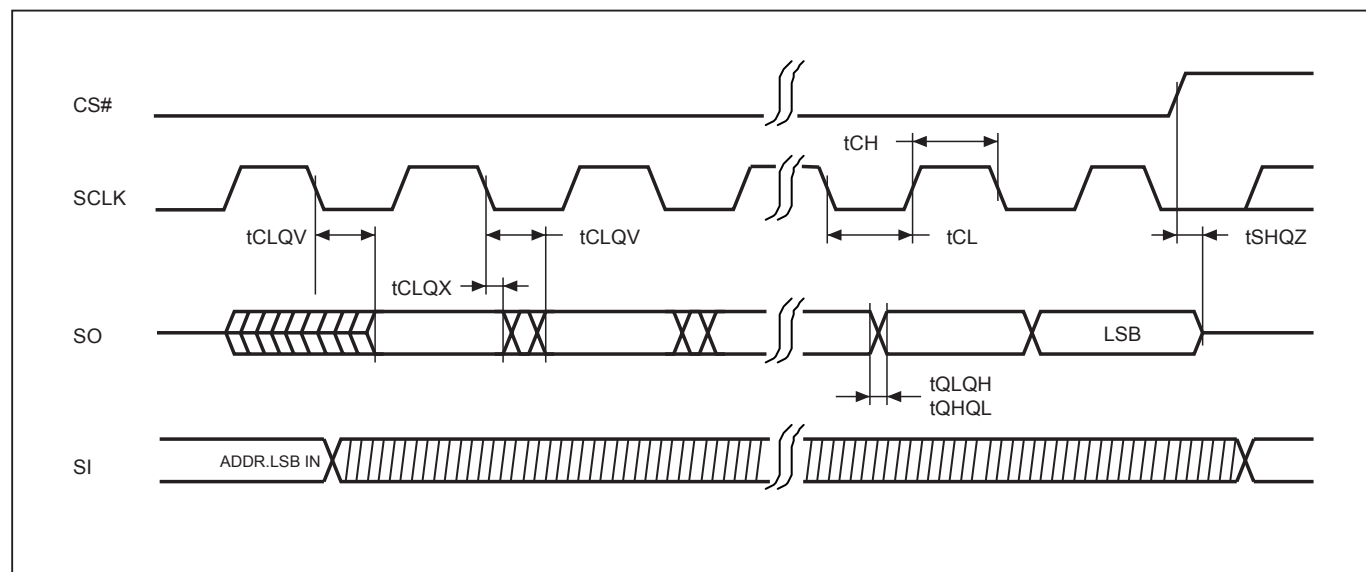 CS#
tCH
SCLK
tCLQV
tCLQV
tCL
tSHQZ
tCLQX
SO
LSB
tQLQH
tQHQL
SI
ADDR.LSB IN